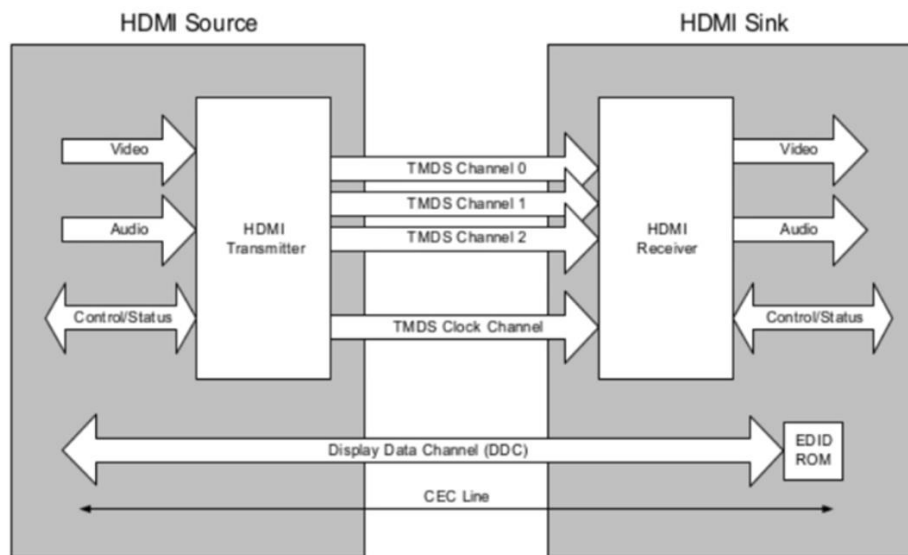 HDMI Source
HDMI Sink
Video
Audio
Control/Status
HDMI
Transmitter
TMDS Channel 0
TMDS Channel 1
TMDS Channel 2
TMDS Clock Channel
HDMI
Receiver
Video
Audio
Control/Status
Display Data Channel (DDC)
EDID
ROM
CEC Line